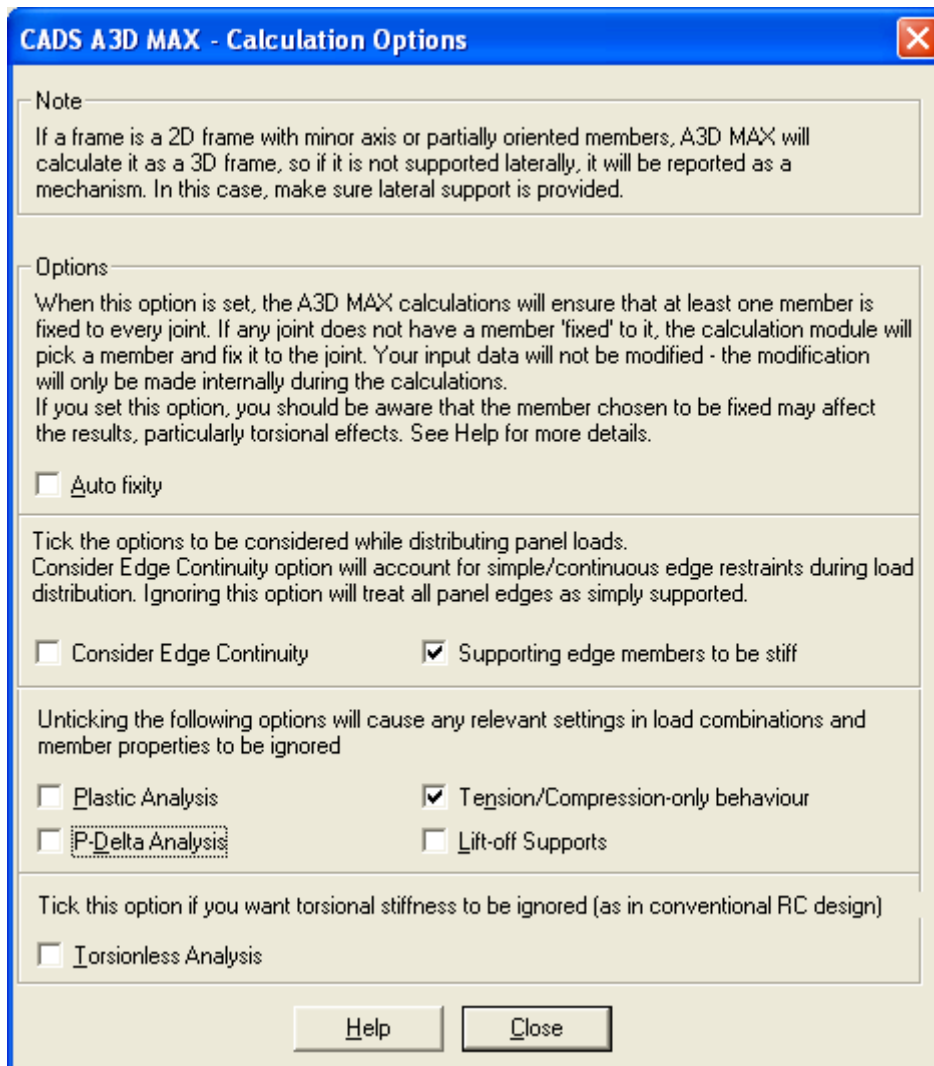 CADS A3D MAX - Calculation Options
Note
If a frame is a 2D frame with minor axis or partially oriented members, A3D MAX will
calculate it as a 3D frame, so if it is not supported laterally, it will be reported as a
mechanism. In this case, make sure lateral support is provided.
Options
When this option is set, the A3D MAX calculations will ensure that at least one member is
fixed to every joint. If any joint does not have a member 'fixed' to it, the calculation module will
pick a member and fix it to the joint. Your input data will not be modified - the modification
will only be made internally during the calculations.
If you set this option, you should be aware that the member chosen to be fixed may affect
the results, particularly torsional effects. See Help for more details.
Auto fixity
Tick the options to be considered while distributing panel loads.
Consider Edge Continuity option will account for simple/continuous edge restraints during load
distribution. Ignoring this option will treat all panel edges as simply supported.
Consider Edge Continuity Supporting edge members to be stiff
Unticking the following options will cause any relevant settings in load combinations and
member properties to be ignored
Plastic Analysis Tension/Compression-only behaviour
P-Delta Analysis Lift-off Supports
Tick this option if you want torsional stiffness to be ignored (as in conventional RC design)
Torsionless Analysis
Help Close